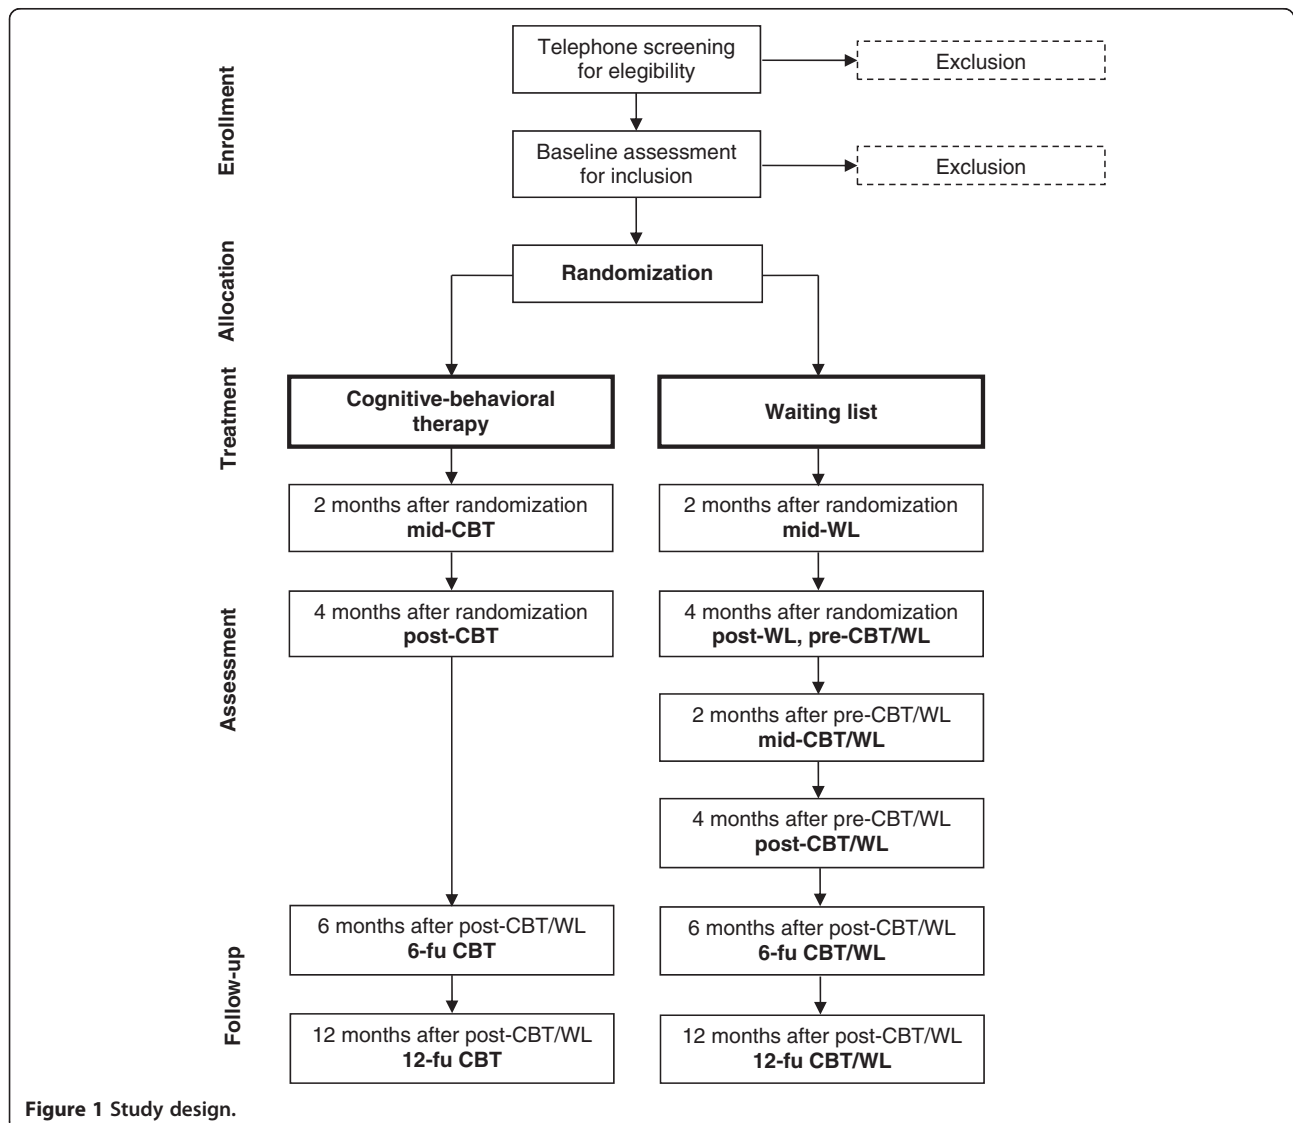 Enrollment
Telephone screening
for elegibility
Exclusion
Baseline assessment
for inclusion
Exclusion
Allocation
Randomization
Treatment
Cognitive-behavioral
therapy
Waiting list
Assessment
2 months after randomization
mid-CBT
2 months after randomization
mid-WL
4 months after randomization
post-CBT
4 months after randomization
post-WL, pre-CBT/WL
2 months after pre-CBT/WL
mid-CBT/WL
4 months after pre-CBT/WL
post-CBT/WL
Follow-up
6 months after post-CBT/WL
6-fu CBT
6 months after post-CBT/WL
6-fu CBT/WL
12 months after post-CBT/WL
12-fu CBT
12 months after post-CBT/WL
12-fu CBT/WL
Figure 1 Study design.